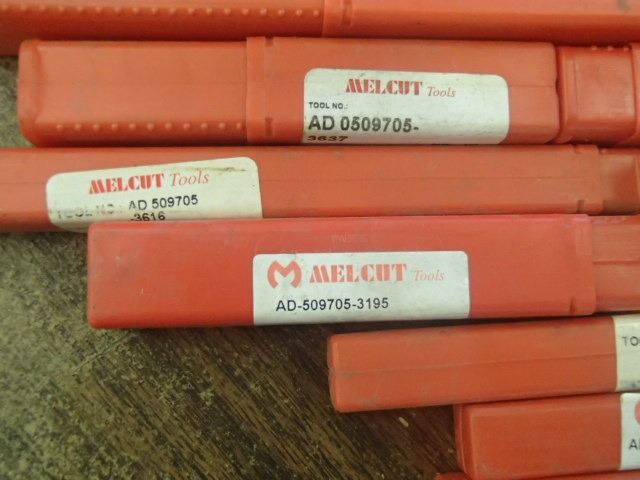 MELCUT Tools
TOOL NO.:
AD 0509705-
3637
MELCUT Tools
TOOL NO.: AD 509705
-3616
MELCUT Tools
AD-509705-3195
TO
A